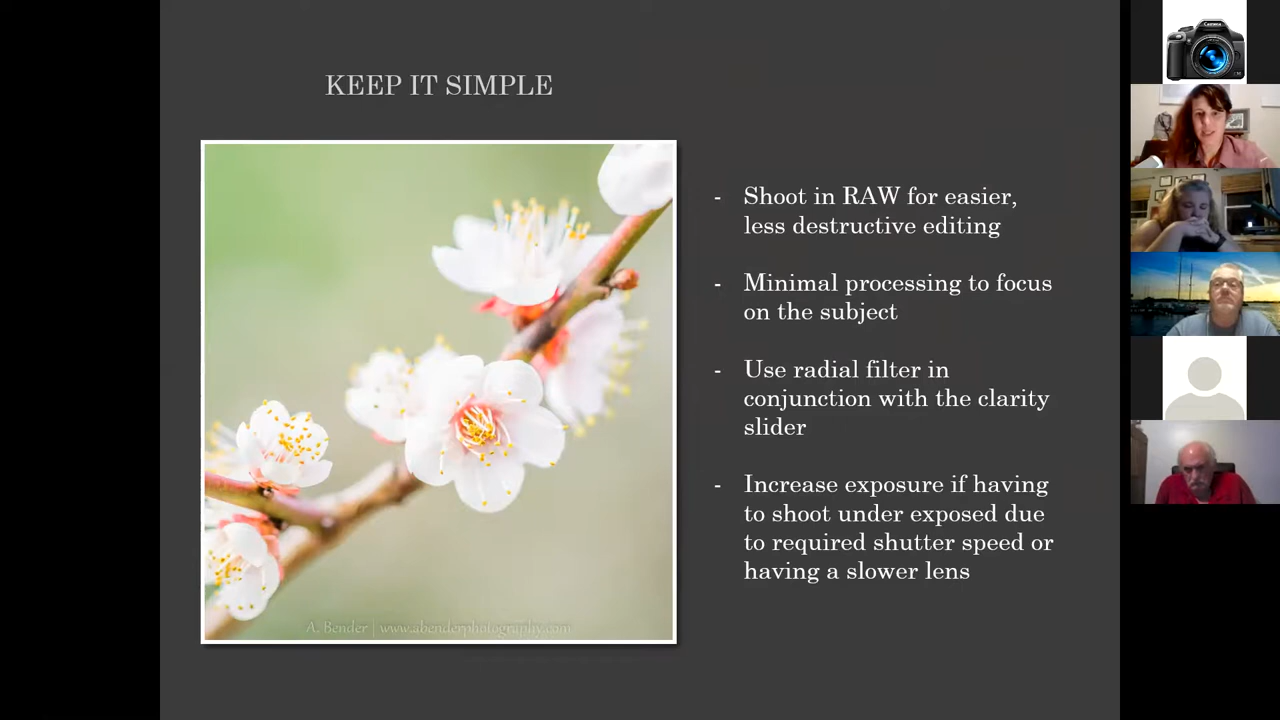 KEEP IT SIMPLE
- Shoot in RAW for easier,
less destructive editing
- Minimal processing to focus
on the subject
- Use radial filter in
conjunction with the clarity
slider
- Increase exposure if having
to shoot under exposed due
to required shutter speed or
having a slower lens
A. Bender | www.abenderphotography.com
Camera